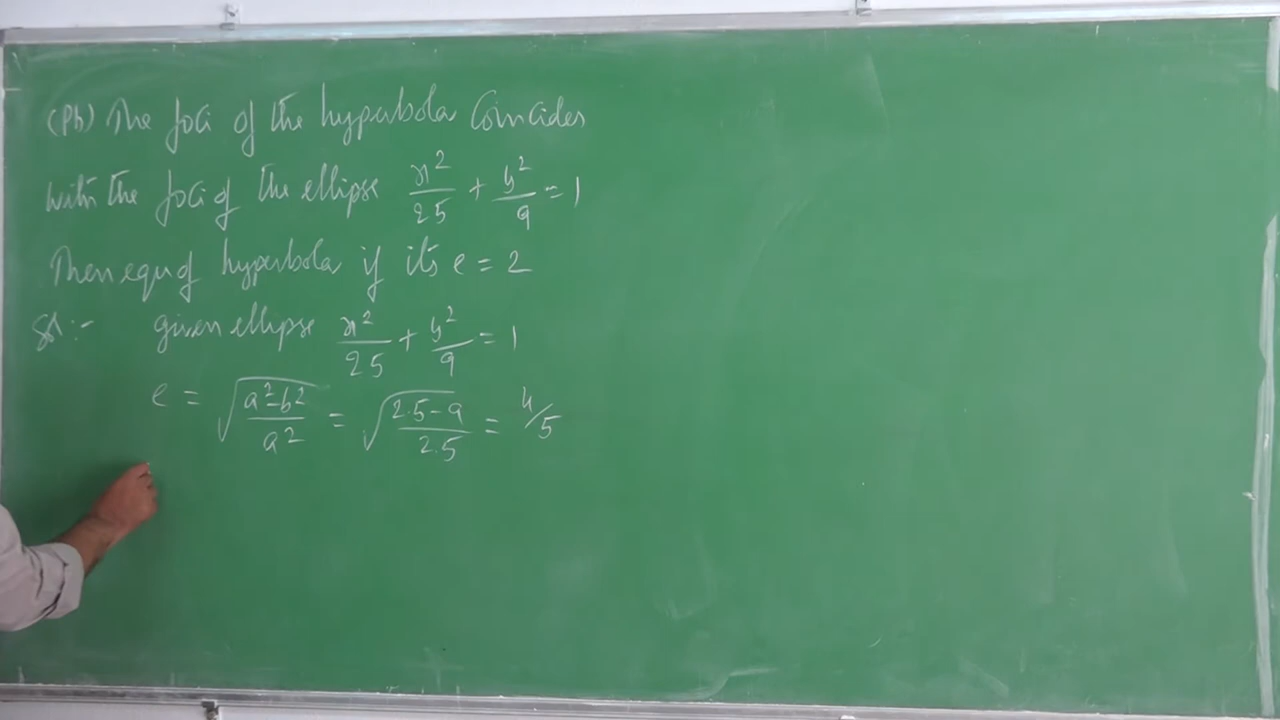 (Pb) The foci of the hyperbola Coincides
with the foci of the ellipse x²/25 + y²/9 = 1
Then equ of hyperbola if its e = 2
Sol :- given ellipse x²/25 + y²/9 = 1
e = √((a²-b²)/a²) = √((25-9)/25) = 4/5